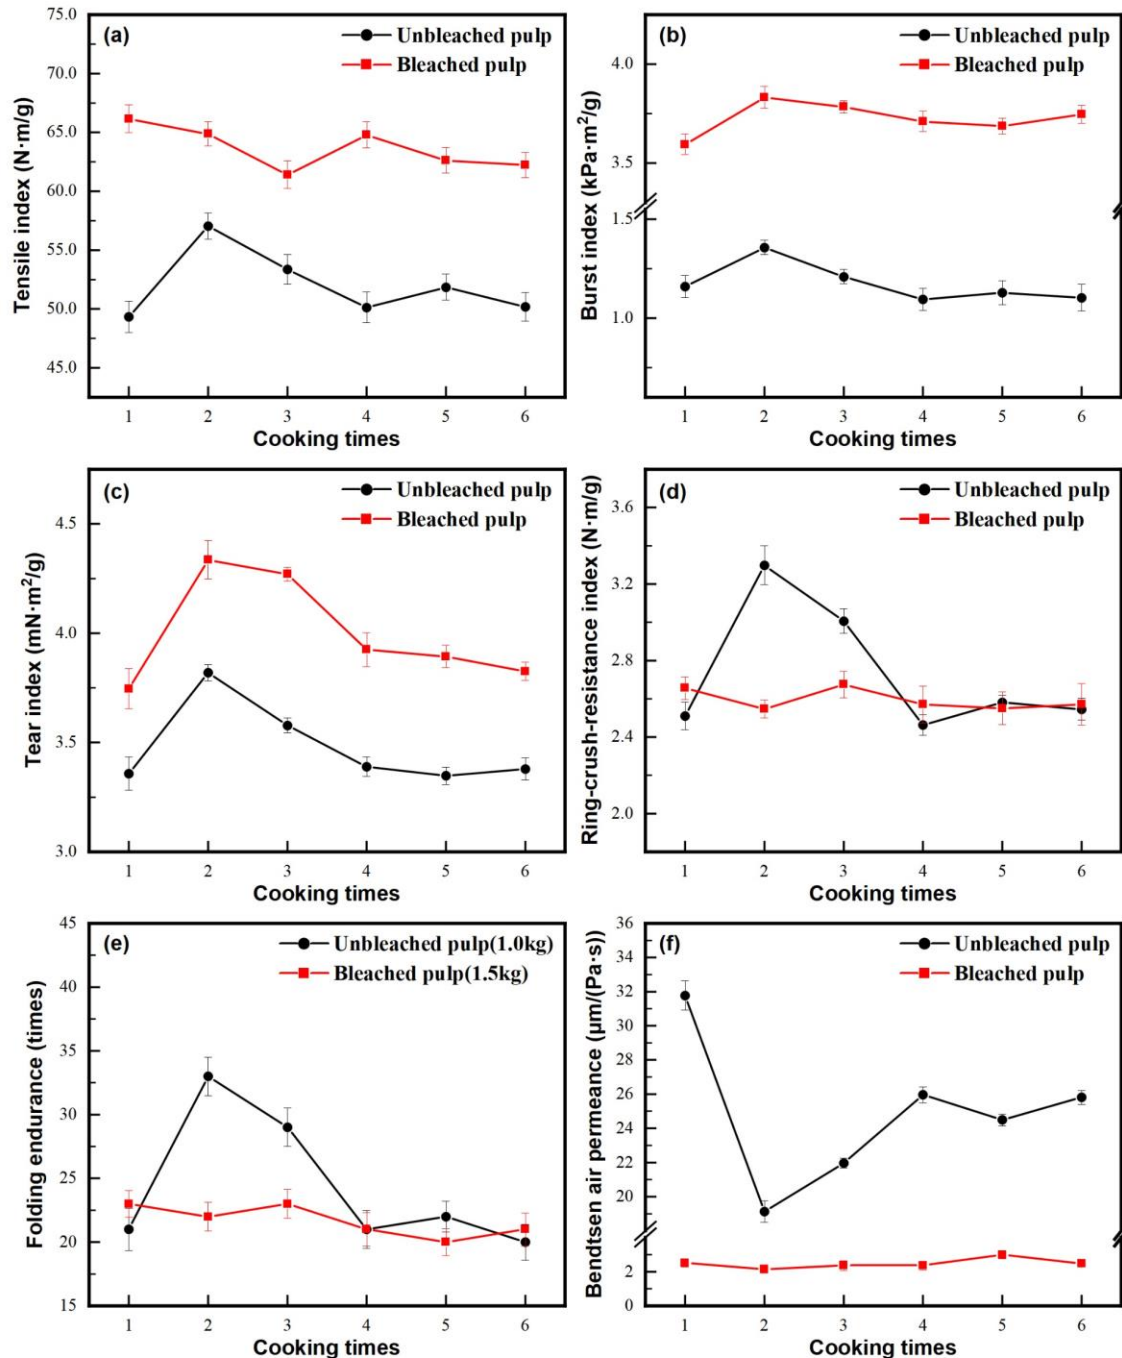 (a)
Unbleached pulp
Bleached pulp
Tensile index (N·m/g)
75.0
70.0
65.0
60.0
55.0
50.0
45.0
1 2 3 4 5 6
Cooking times
(b)
Unbleached pulp
Bleached pulp
Burst index (kPa·m²/g)
4.0
3.5
1.5
1.0
1 2 3 4 5 6
Cooking times
(c)
Unbleached pulp
Bleached pulp
Tear index (mN·m²/g)
4.5
4.0
3.5
3.0
1 2 3 4 5 6
Cooking times
(d)
Unbleached pulp
Bleached pulp
Ring-crush-resistance index (N·m/g)
3.6
3.2
2.8
2.4
2.0
1 2 3 4 5 6
Cooking times
(e)
Unbleached pulp(1.0kg)
Bleached pulp(1.5kg)
Folding endurance (times)
45
40
35
30
25
20
15
1 2 3 4 5 6
Cooking times
(f)
Unbleached pulp
Bleached pulp
Bendtsen air permeance (μm/(Pa·s))
36
34
32
30
28
26
24
22
20
2
0
1 2 3 4 5 6
Cooking times